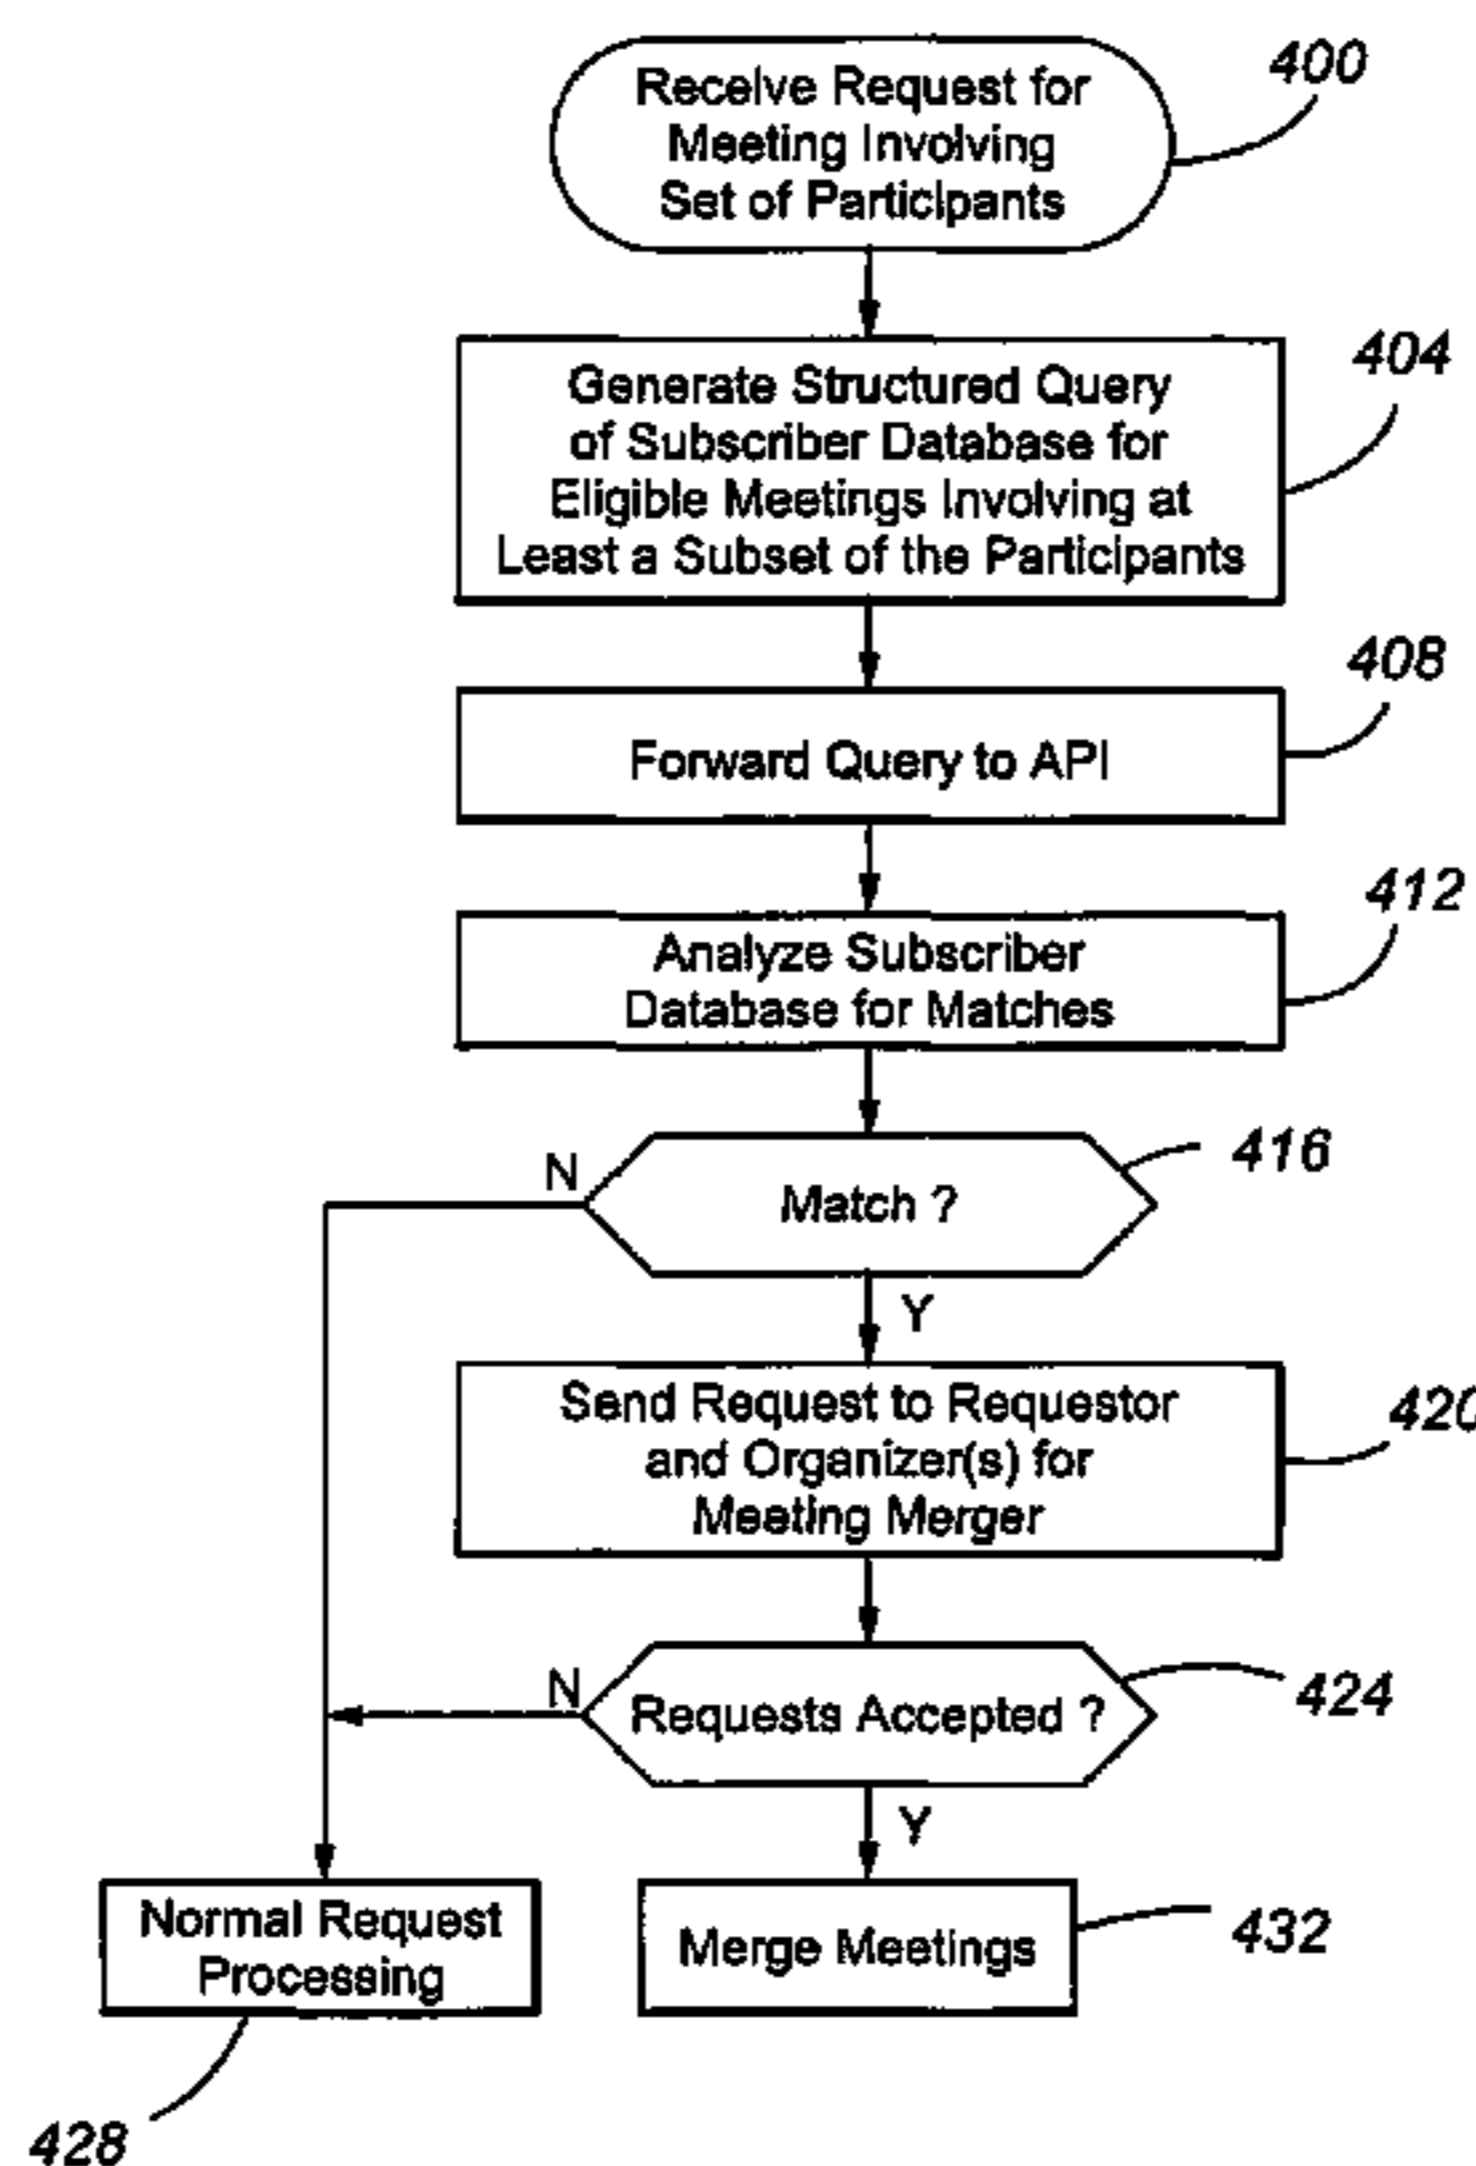 Receive Request for
Meeting Involving
Set of Participants
400
Generate Structured Query
of Subscriber Database for
Eligible Meetings Involving at
Least a Subset of the Participants
404
Forward Query to API
408
Analyze Subscriber
Database for Matches
412
Match ?
416
N
Y
Send Request to Requestor
and Organizer(s) for
Meeting Merger
420
Requests Accepted ?
424
N
Y
Normal Request
Processing
428
Merge Meetings
432